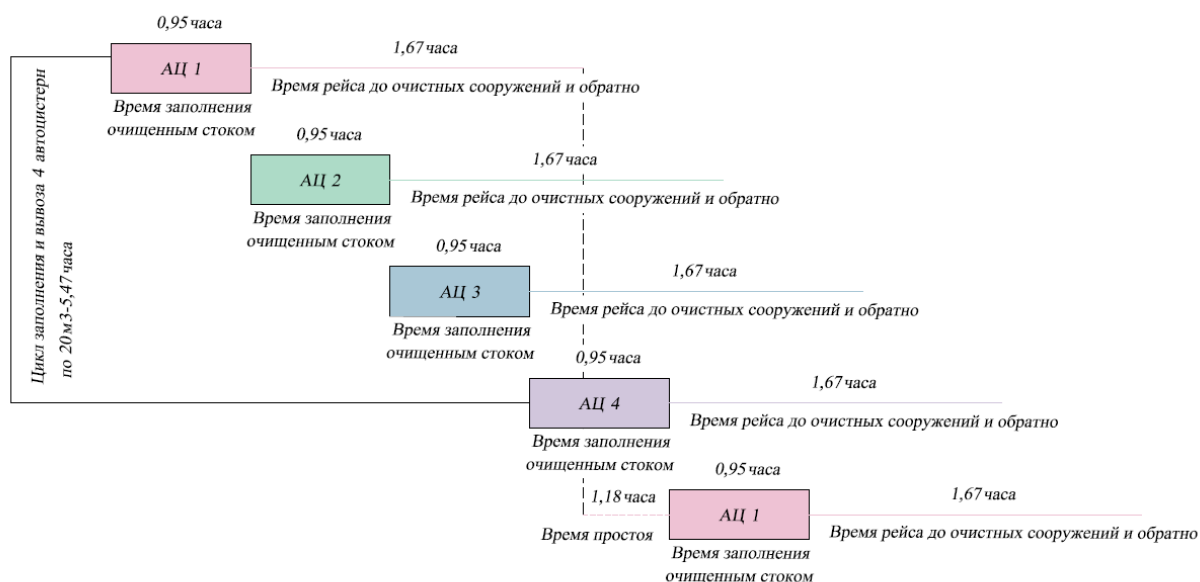 0,95 часа
АЦ 1
1,67 часа
Время рейса до очистных сооружений и обратно
Время заполнения
очищенным стоком
0,95 часа
АЦ 2
1,67 часа
Время рейса до очистных сооружений и обратно
Время заполнения
очищенным стоком
0,95 часа
АЦ 3
1,67 часа
Время рейса до очистных сооружений и обратно
Время заполнения
очищенным стоком
Цикл заполнения и вывоза 4 автоцистерн
по 20м3-5,47часа
0,95 часа
АЦ 4
1,67 часа
Время рейса до очистных сооружений и обратно
Время заполнения
очищенным стоком
0,95 часа
1,18 часа
АЦ 1
1,67 часа
Время простоя
Время рейса до очистных сооружений и обратно
Время заполнения
очищенным стоком